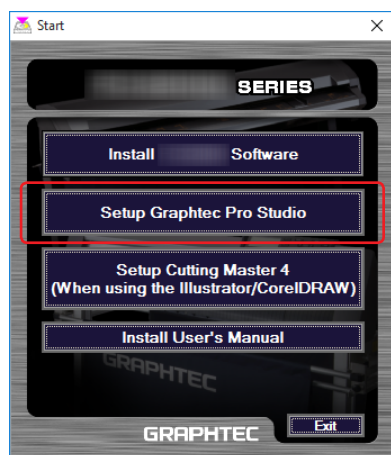 Start
SERIES
Install Software
Setup Graphtec Pro Studio
Setup Cutting Master 4
(When using the Illustrator/CorelDRAW)
Install User's Manual
GRAPHTEC
GRAPHTEC
Exit